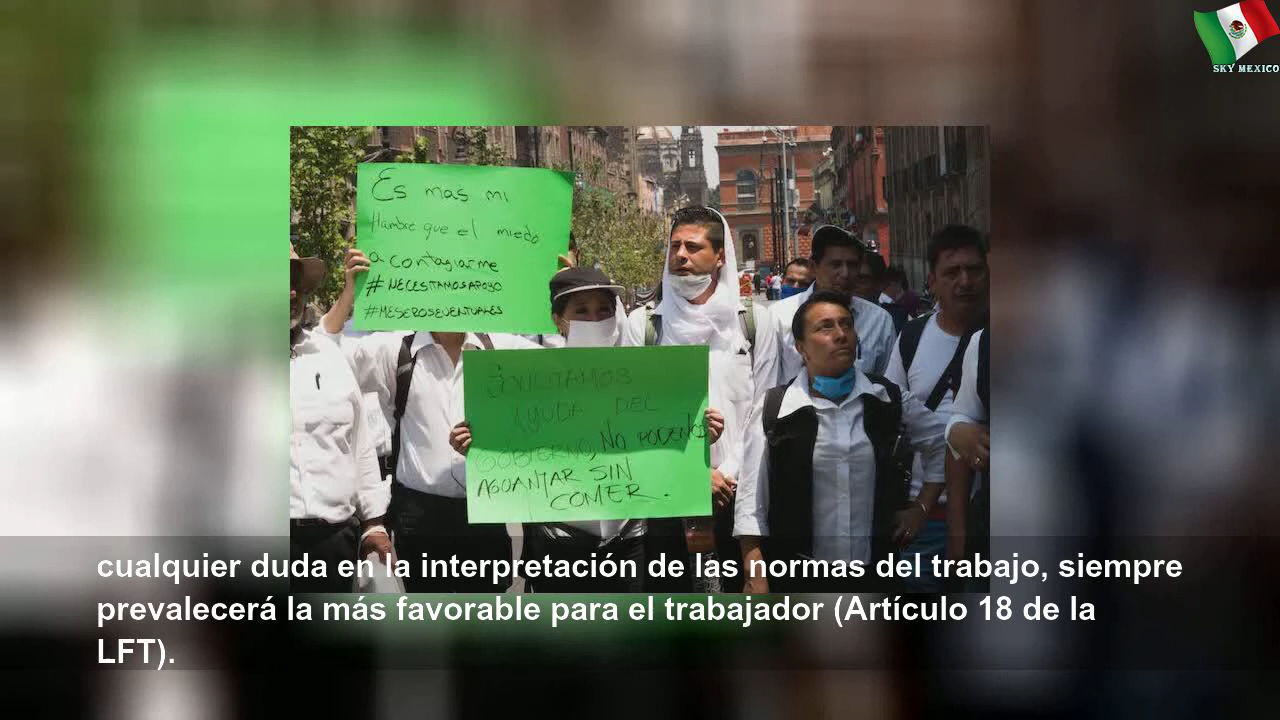 SKY MEXICO
Es mas mi
Hambre que el miedo
a contagiarme
#NECESITAMOSAPOYO
#MESEROSEVENTUALES
SOLICITAMOS
AYUDA DEL
GOBIERNO, NO PODEMOS
AGUANTAR SIN
COMER.
cualquier duda en la interpretación de las normas del trabajo, siempre
prevalecerá la más favorable para el trabajador (Artículo 18 de la
LFT).